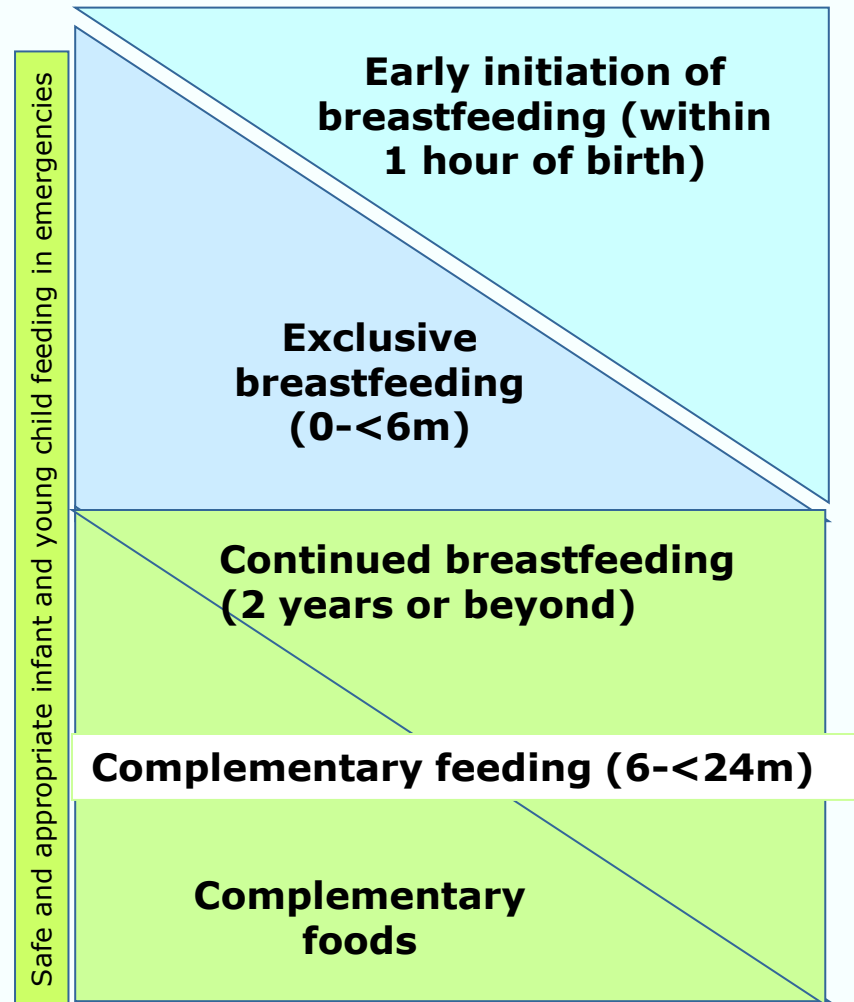 Safe and appropriate infant and young child feeding in emergencies
Early initiation of
breastfeeding (within
1 hour of birth)
Exclusive
breastfeeding
(0-<6m)
Continued breastfeeding
(2 years or beyond)
Complementary feeding (6-<24m)
Complementary
foods